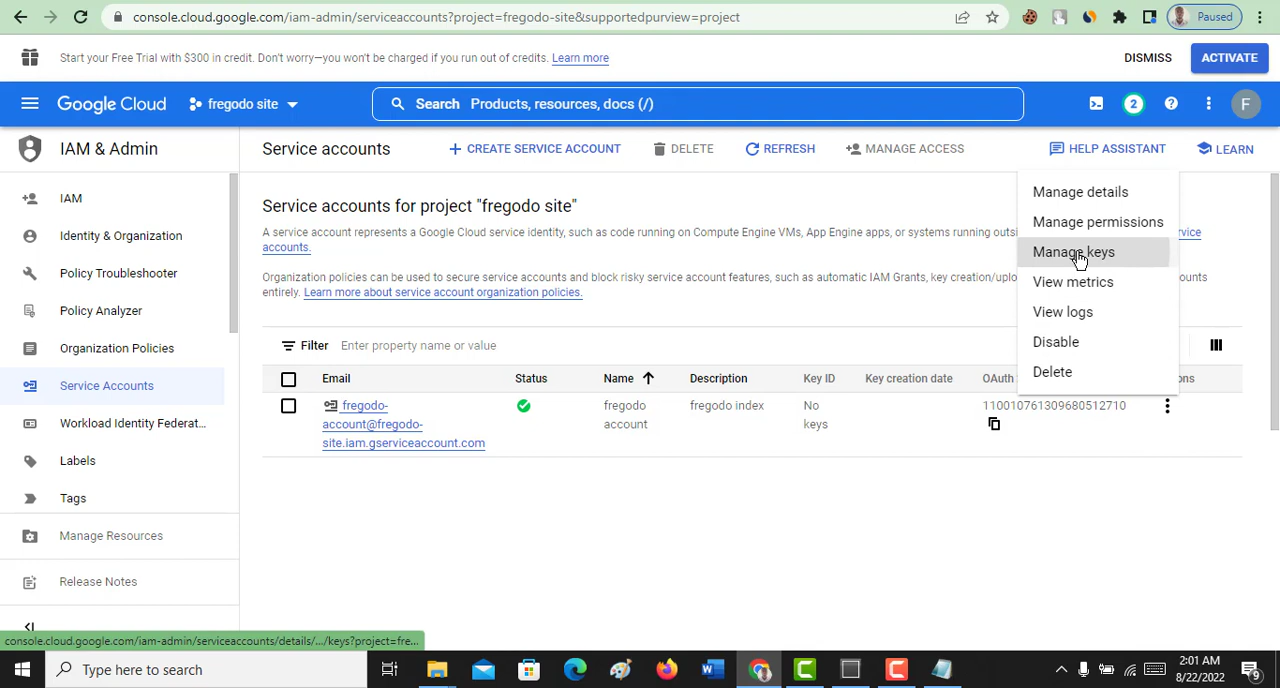 console.cloud.google.com/iam-admin/serviceaccounts?project=fregodo-site&supportedpurview=project
Paused
Start your Free Trial with $300 in credit. Don't worry—you won't be charged if you run out of credits. Learn more
DISMISS
ACTIVATE
Google Cloud
fregodo site
Search Products, resources, docs (/)
2
F
IAM & Admin
Service accounts
CREATE SERVICE ACCOUNT
DELETE
REFRESH
MANAGE ACCESS
HELP ASSISTANT
LEARN
IAM
Identity & Organization
Policy Troubleshooter
Policy Analyzer
Organization Policies
Service Accounts
Workload Identity Federat...
Labels
Tags
Manage Resources
Release Notes
Service accounts for project "fregodo site"
A service account represents a Google Cloud service identity, such as code running on Compute Engine VMs, App Engine apps, or systems running outsi
rvice
accounts.
Organization policies can be used to secure service accounts and block risky service account features, such as automatic IAM Grants, key creation/uplo
ounts
entirely. Learn more about service account organization policies.
Manage details
Manage permissions
Manage keys
View metrics
View logs
Disable
Delete
Filter Enter property name or value
Email
Status
Name
Description
Key ID
Key creation date
OAuth
ons
fregodo-
account@fregodo-
site.iam.gserviceaccount.com
fregodo
account
fregodo index
No
keys
110010761309680512710
console.cloud.google.com/iam-admin/serviceaccounts/details/.../keys?project=fre...
Type here to search
2:01 AM
8/22/2022
9